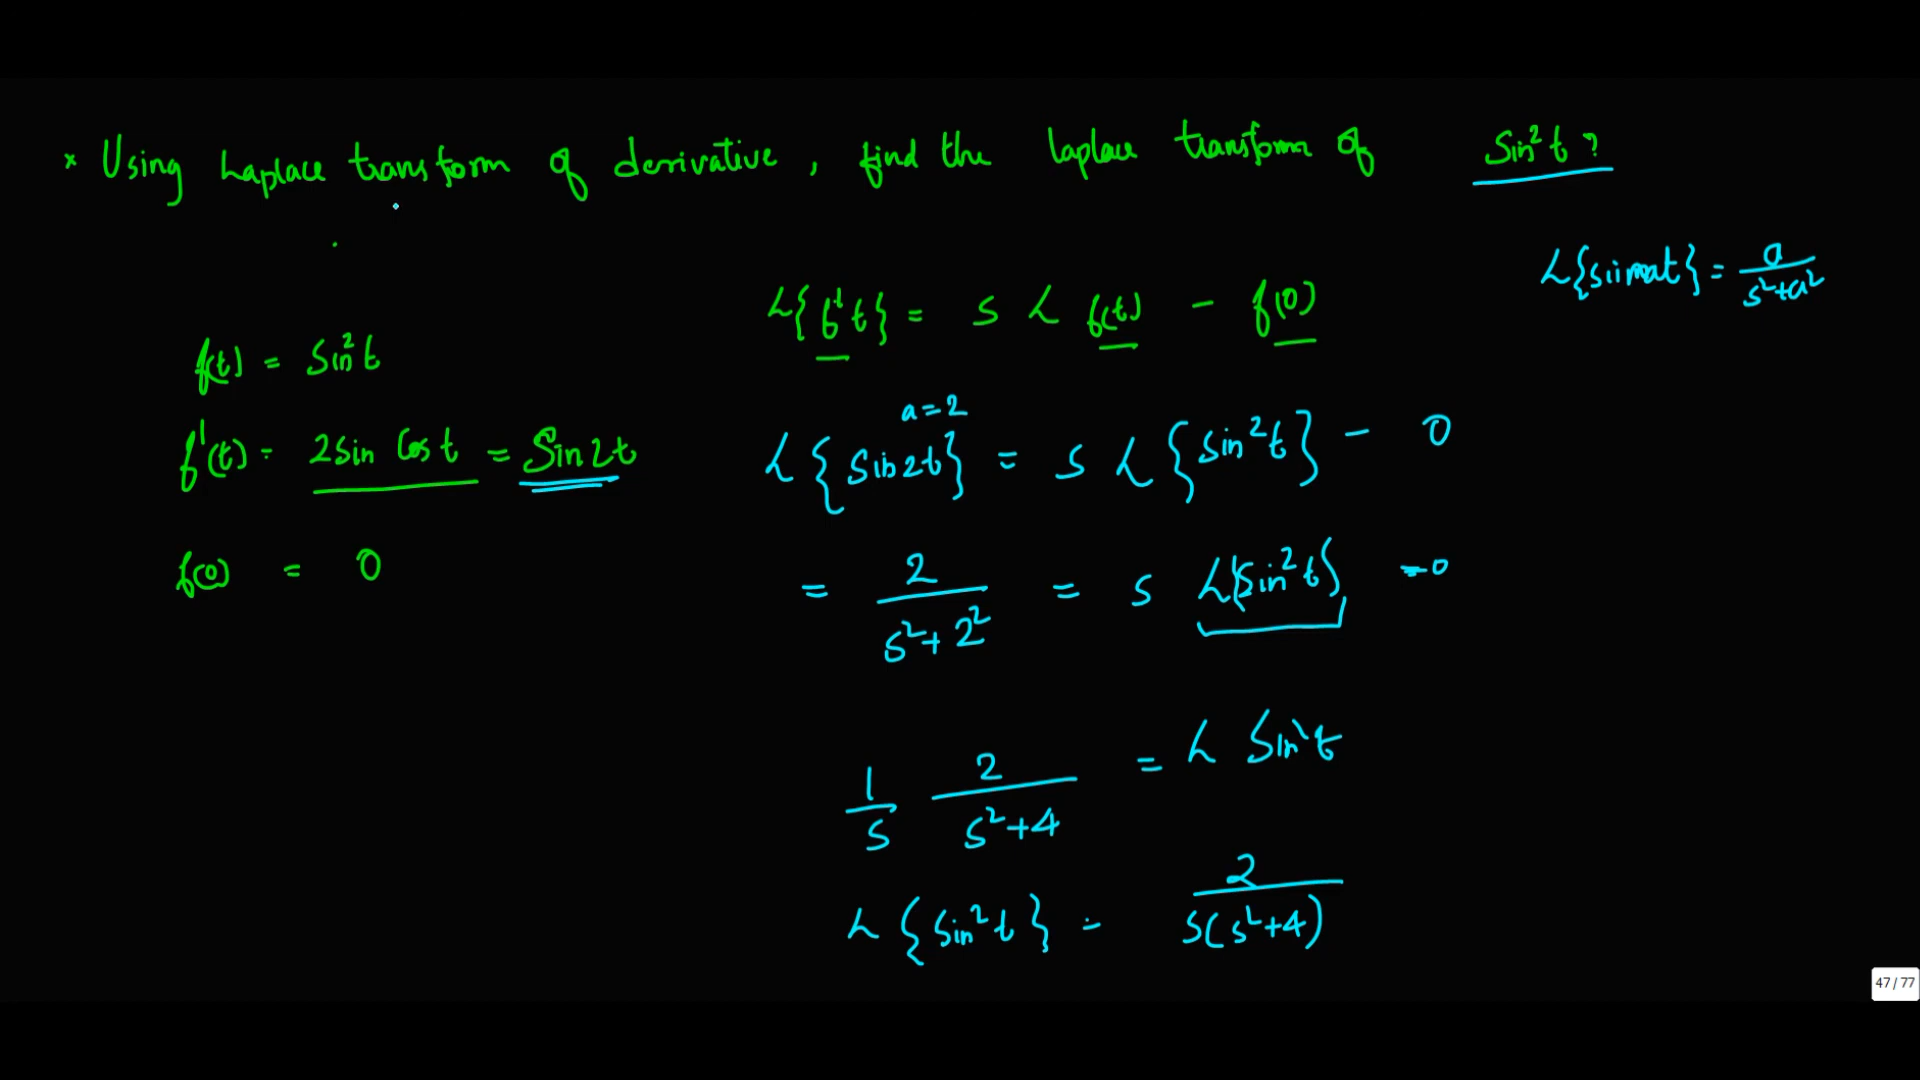 * Using Laplace transform of derivative, find the laplace transform of Sin²t?
L{sinat} = a/(s²+a²)
L{f't} = s L f(t) - f(0)
f(t) = Sin²t
a=2
f'(t) = 2Sin Cost = Sin2t
L{Sin2t} = s L{Sin²t} - 0
f(0) = 0
= 2/(s²+2²) = s L{Sin²t} -0
1/s 2/(s²+4) = L Sin²t
L{Sin²t} = 2/(s(s²+4))
47 / 77